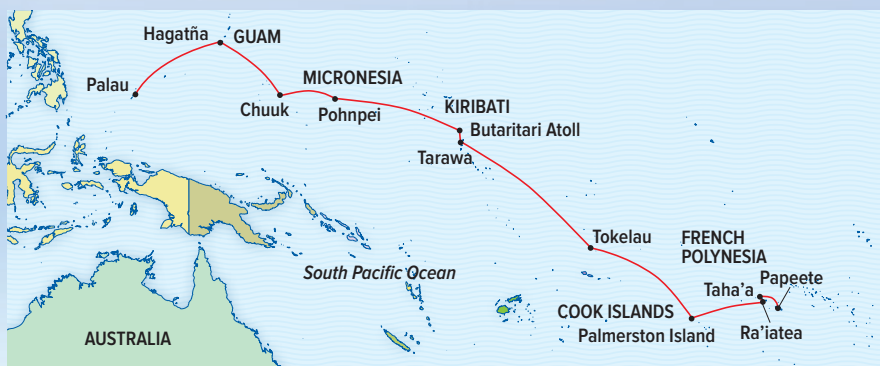 Hagatña
GUAM
Palau
MICRONESIA
Chuuk
Pohnpei
KIRIBATI
Butaritari Atoll
Tarawa
Tokelau
FRENCH
POLYNESIA
South Pacific Ocean
Taha’a
Papeete
COOK ISLANDS
Palmerston Island
Ra’iatea
AUSTRALIA